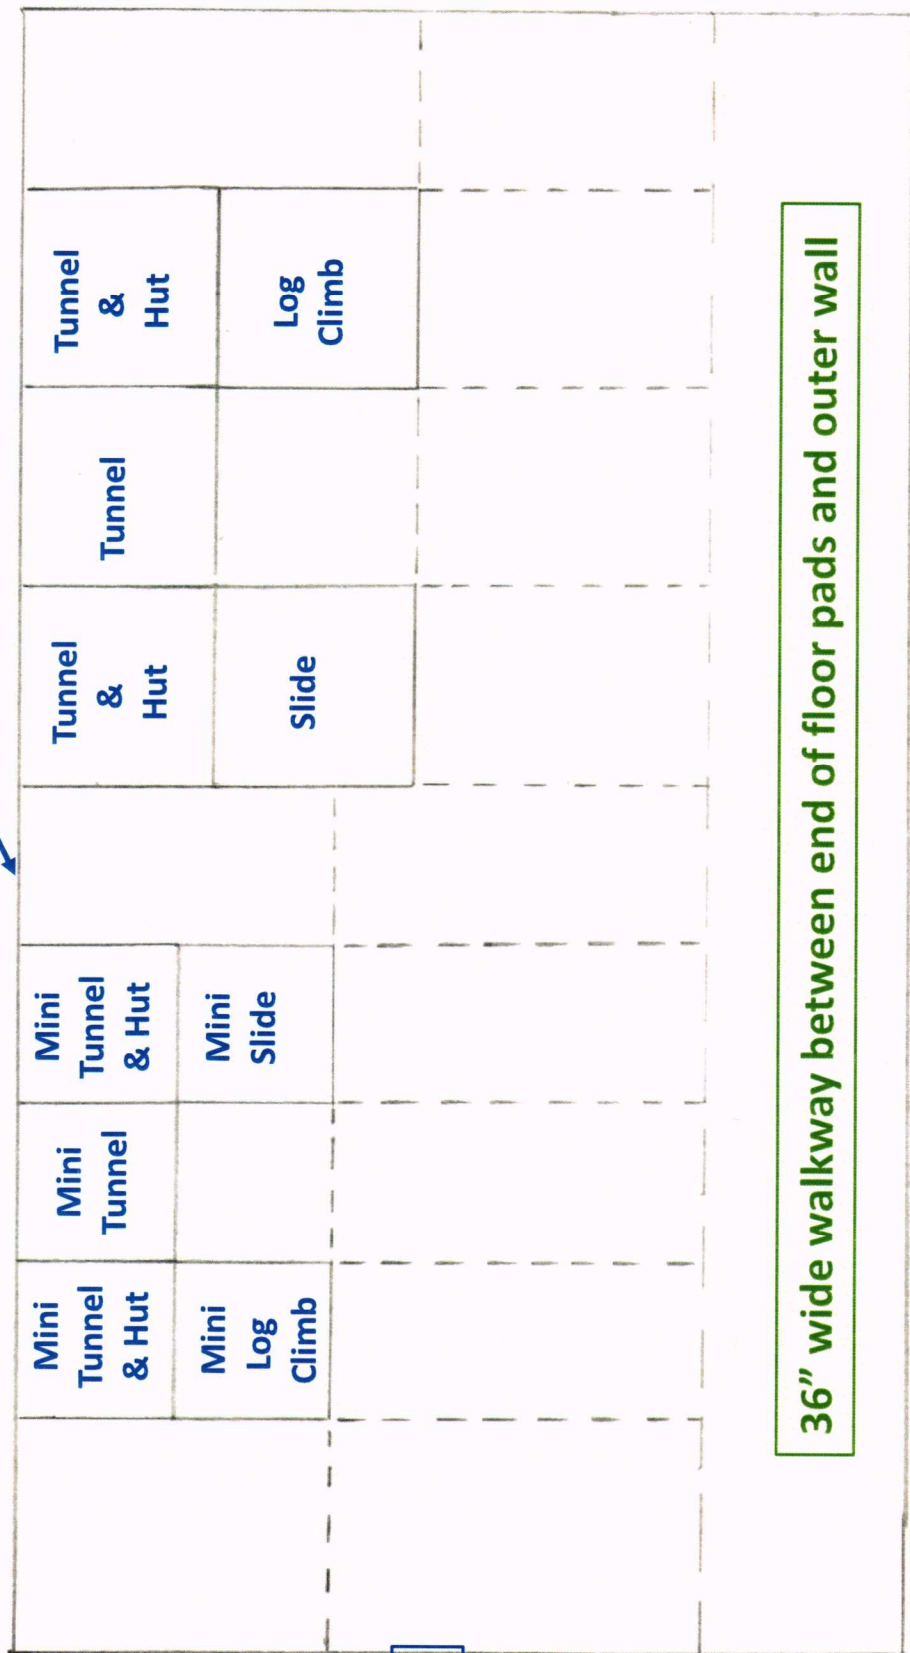 Mini
Tunnel
& Hut
Mini
Tunnel
Mini
Tunnel
& Hut
Tunnel
&
Hut
Tunnel
Tunnel
&
Hut
Mini
Log
Climb
Mini
Slide
Slide
Log
Climb
36” wide walkway between end of floor pads and outer wall